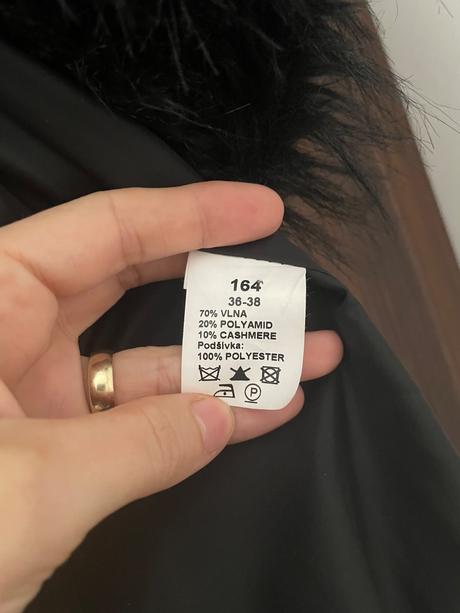 164
36-38
70% VLNA
20% POLYAMID
10% CASHMERE
Podšívka:
100% POLYESTER
P